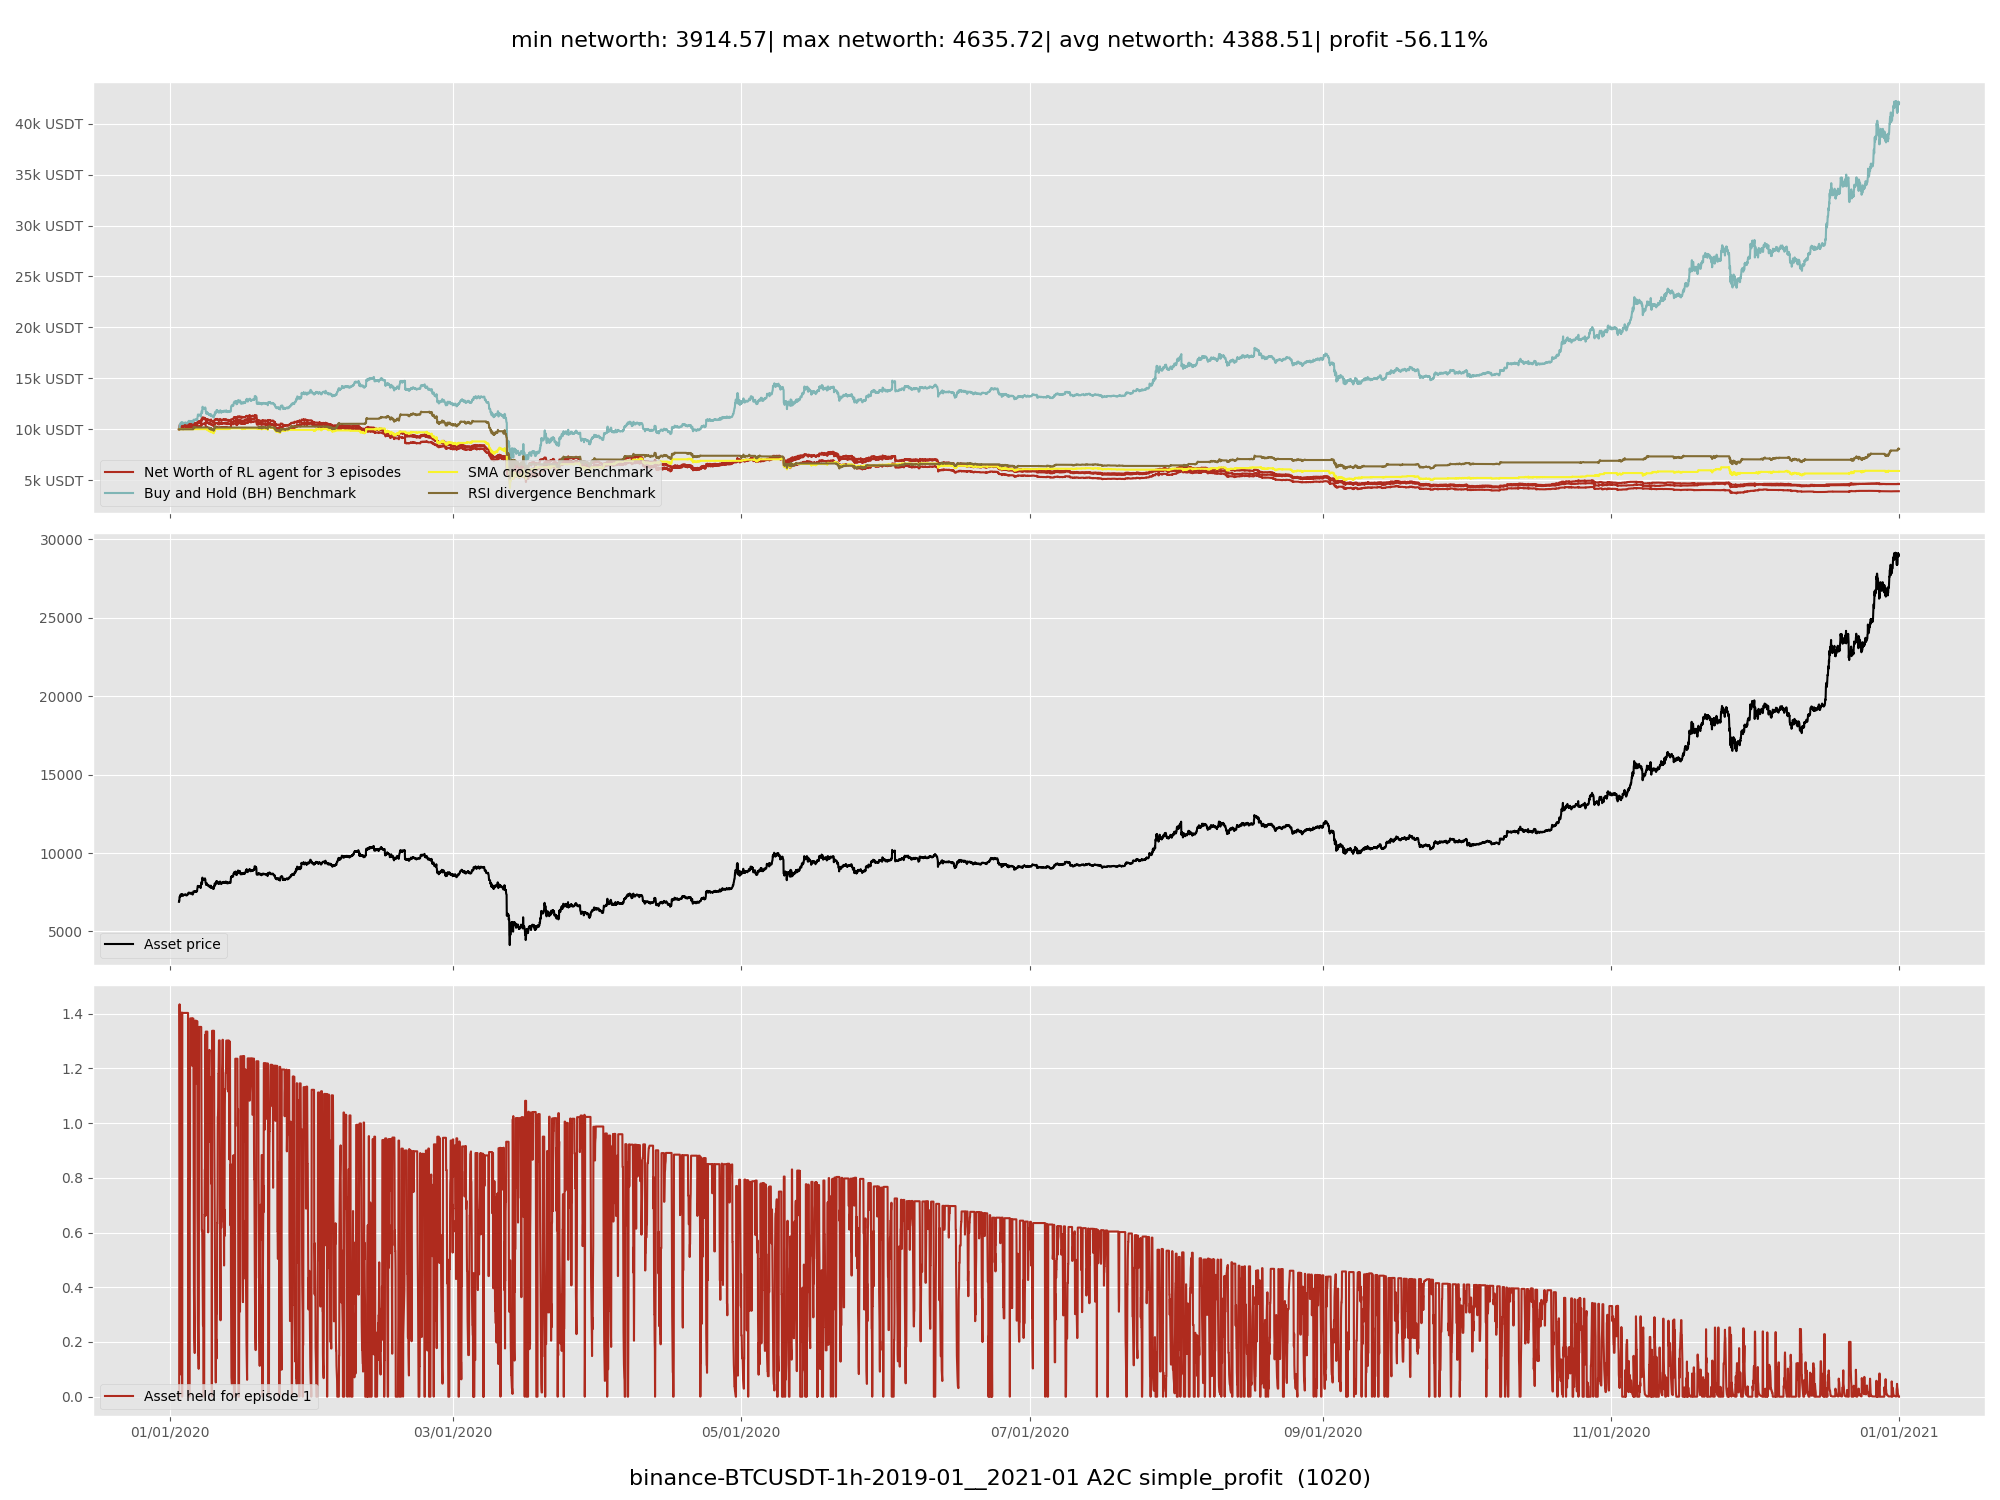 min networth: 3914.57| max networth: 4635.72| avg networth: 4388.51| profit -56.11%
40k USDT
35k USDT
30k USDT
25k USDT
20k USDT
15k USDT
10k USDT
5k USDT
Net Worth of RL agent for 3 episodes
Buy and Hold (BH) Benchmark
SMA crossover Benchmark
RSI divergence Benchmark
30000
25000
20000
15000
10000
5000
Asset price
1.4
1.2
1.0
0.8
0.6
0.4
0.2
0.0
Asset held for episode 1
01/01/2020 03/01/2020 05/01/2020 07/01/2020 09/01/2020 11/01/2020 01/01/2021
binance-BTCUSDT-1h-2019-01__2021-01 A2C simple_profit  (1020)